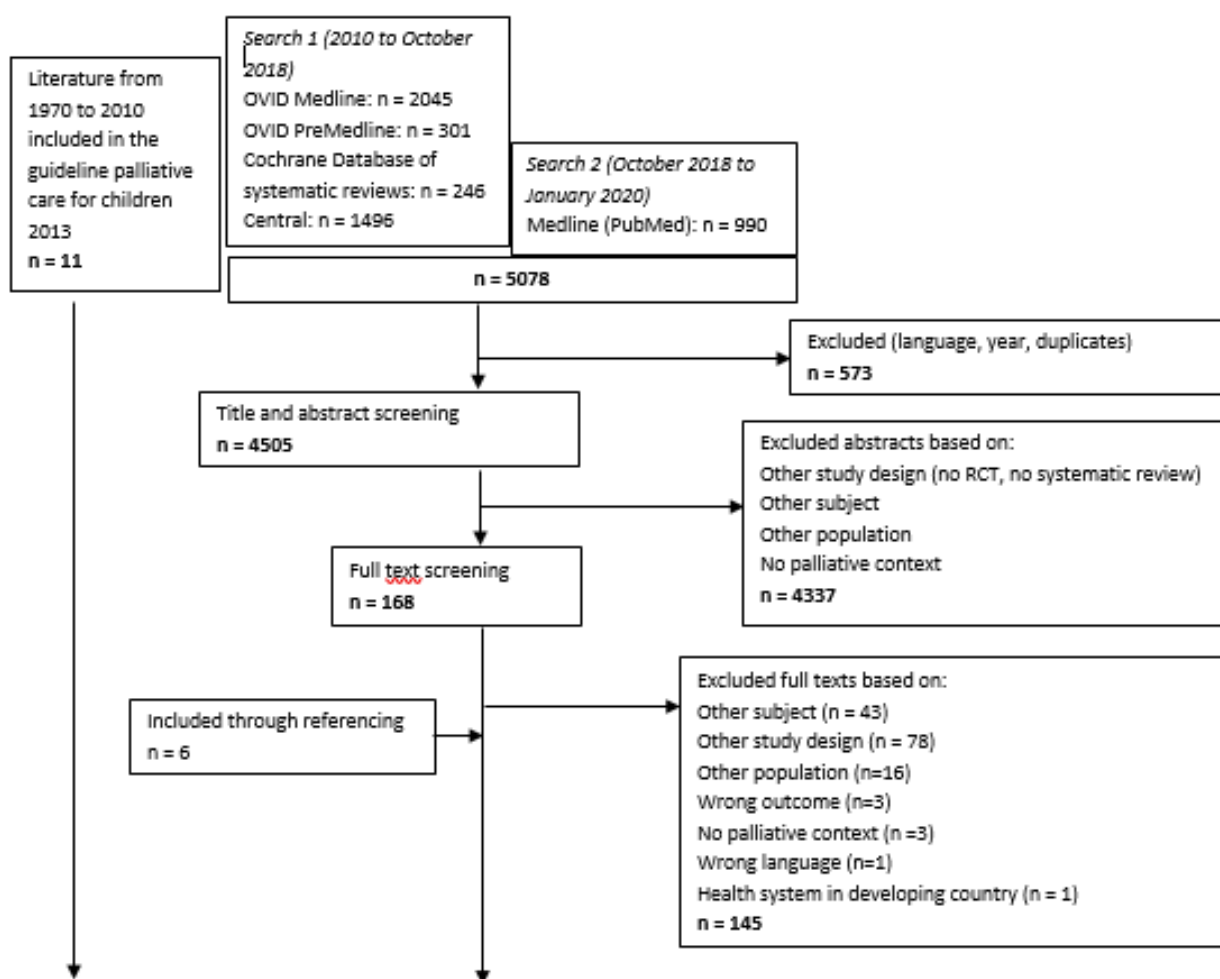 Literature from
1970 to 2010
included in the
guideline palliative
care for children
2013
n = 11
Search 1 (2010 to October
2018)
OVID Medline: n = 2045
OVID PreMedline: n = 301
Cochrane Database of
systematic reviews: n = 246
Central: n = 1496
Search 2 (October 2018 to
January 2020)
Medline (PubMed): n = 990
n = 5078
Excluded (language, year, duplicates)
n = 573
Title and abstract screening
n = 4505
Excluded abstracts based on:
Other study design (no RCT, no systematic review)
Other subject
Other population
No palliative context
n = 4337
Full text screening
n = 168
Included through referencing
n = 6
Excluded full texts based on:
Other subject (n = 43)
Other study design (n = 78)
Other population (n=16)
Wrong outcome (n=3)
No palliative context (n =3)
Wrong language (n=1)
Health system in developing country (n = 1)
n = 145